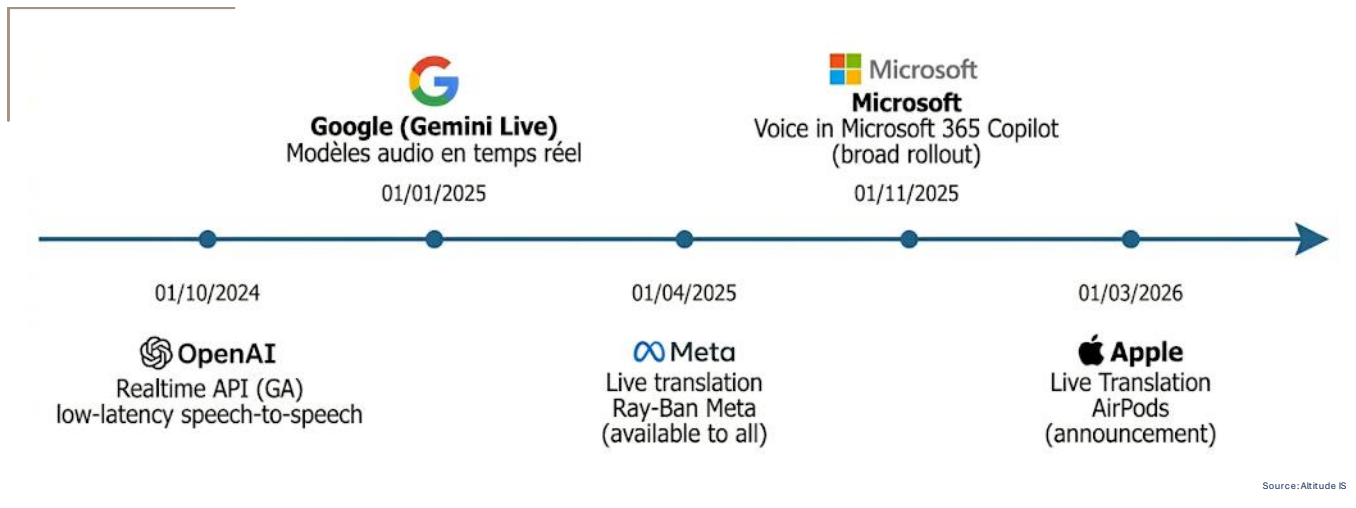 Google (Gemini Live)
Modèles audio en temps réel
01/01/2025
Microsoft
Microsoft
Voice in Microsoft 365 Copilot
(broad rollout)
01/11/2025
01/10/2024
OpenAI
Realtime API (GA)
low-latency speech-to-speech
01/04/2025
Meta
Live translation
Ray-Ban Meta
(available to all)
01/03/2026
Apple
Live Translation
AirPods
(announcement)
Source: Altitude IS